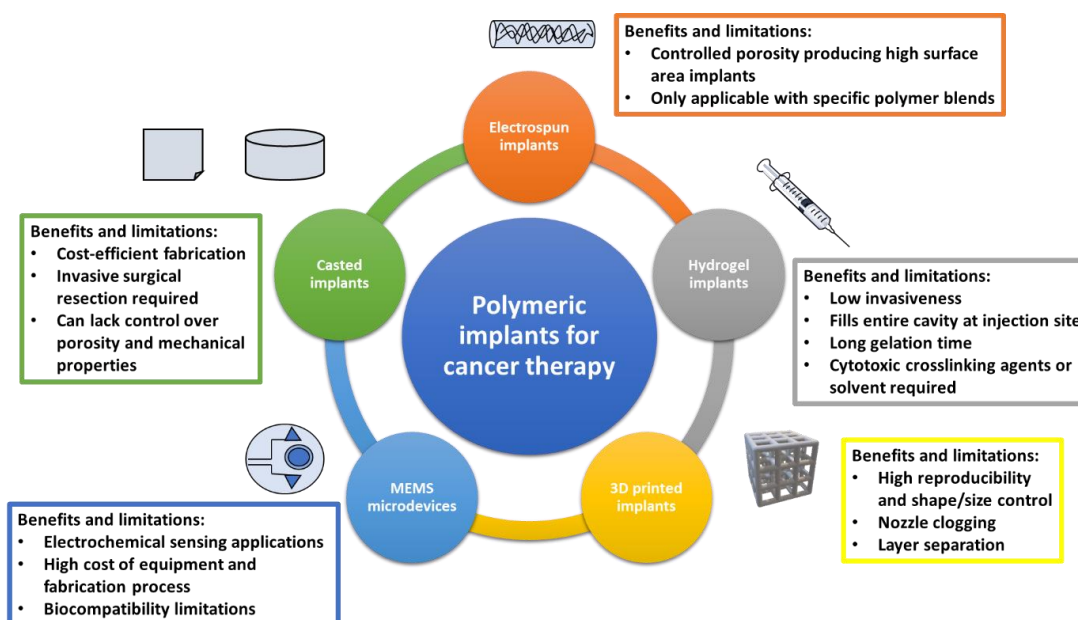 Benefits and limitations:
• Controlled porosity producing high surface
area implants
• Only applicable with specific polymer blends
Electrospun
implants
Benefits and limitations:
• Cost-efficient fabrication
• Invasive surgical
resection required
• Can lack control over
porosity and mechanical
properties
Casted
implants
Polymeric
implants for
cancer therapy
Hydrogel
implants
Benefits and limitations:
• Low invasiveness
• Fills entire cavity at injection site
• Long gelation time
• Cytotoxic crosslinking agents or
solvent required
MEMS
microdevices
3D printed
implants
Benefits and limitations:
• High reproducibility
and shape/size control
• Nozzle clogging
• Layer separation
Benefits and limitations:
• Electrochemical sensing applications
• High cost of equipment and
fabrication process
• Biocompatibility limitations